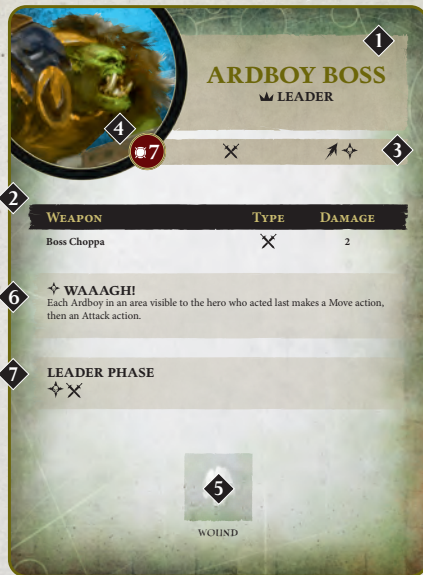 1
ARDBOY BOSS
LEADER
4
7
3
2
WEAPON TYPE DAMAGE
Boss Choppa 2
6
WAAAGH!
Each Ardboy in an area visible to the hero who acted last makes a Move action,
then an Attack action.
7
LEADER PHASE
5
WOUND